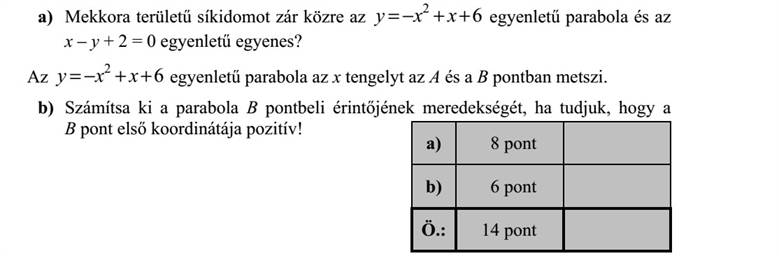 a) Mekkora területű síkidomot zár közre az y=−x²+x+6 egyenletű parabola és az
x − y + 2 = 0 egyenletű egyenes?
Az y=−x²+x+6 egyenletű parabola az x tengelyt az A és a B pontban metszi.
b) Számítsa ki a parabola B pontbeli érintőjének meredekségét, ha tudjuk, hogy a
B pont első koordinátája pozitív!
a) 8 pont
b) 6 pont
Ö.: 14 pont